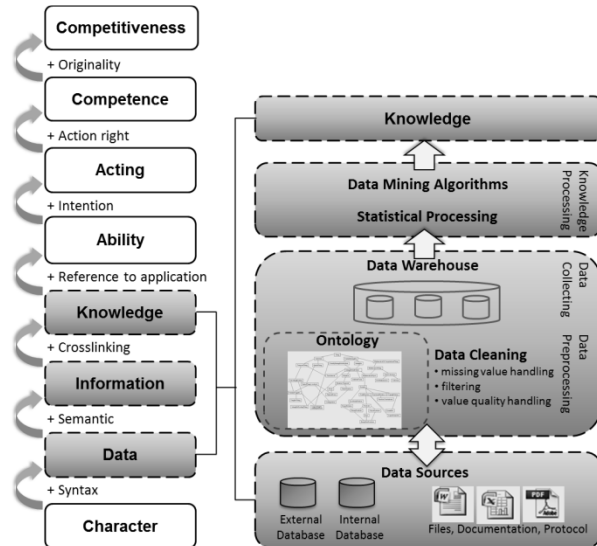 Competitiveness
+ Originality
Competence
+ Action right
Acting
+ Intention
Ability
+ Reference to application
Knowledge
+ Crosslinking
Information
+ Semantic
Data
+ Syntax
Character
Knowledge
Data Mining Algorithms
Statistical Processing
Knowledge
Processing
Data Warehouse
Data
Collecting
Ontology
Data Cleaning
• missing value handling
• filtering
• value quality handling
Data
Preprocessing
Data Sources
External
Database
Internal
Database
PDF
Adobe
Files, Documentation, Protocol